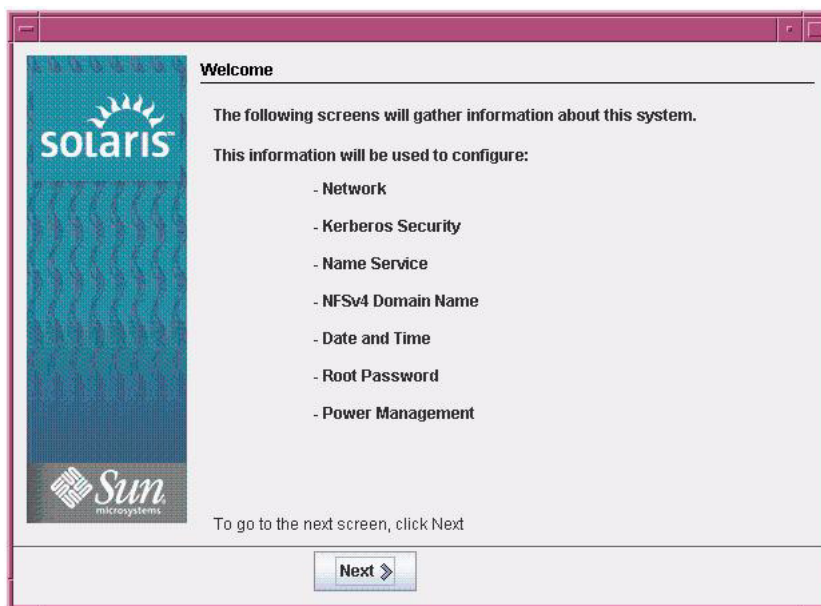 Welcome
solaris™
The following screens will gather information about this system.
This information will be used to configure:
- Network
- Kerberos Security
- Name Service
- NFSv4 Domain Name
- Date and Time
- Root Password
- Power Management
Sun
microsystems
To go to the next screen, click Next
Next